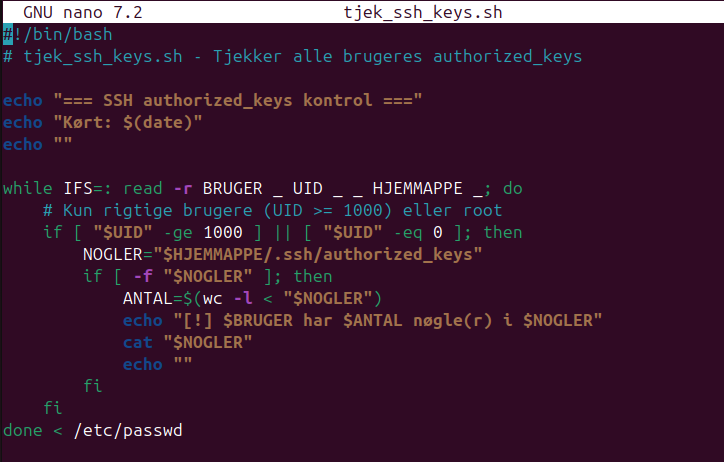 GNU nano 7.2 tjek_ssh_keys.sh
#!/bin/bash
# tjek_ssh_keys.sh - Tjekker alle brugeres authorized_keys
echo "=== SSH authorized_keys kontrol ==="
echo "Kørt: $(date)"
echo ""
while IFS=: read -r BRUGER _ UID _ _ HJEMMAPPE _; do
    # Kun rigtige brugere (UID >= 1000) eller root
    if [ "$UID" -ge 1000 ] || [ "$UID" -eq 0 ]; then
        NOGLER="$HJEMMAPPE/.ssh/authorized_keys"
        if [ -f "$NOGLER" ]; then
            ANTAL=$(wc -l < "$NOGLER")
            echo "[!] $BRUGER har $ANTAL nøgle(r) i $NOGLER"
            cat "$NOGLER"
            echo ""
        fi
    fi
done < /etc/passwd